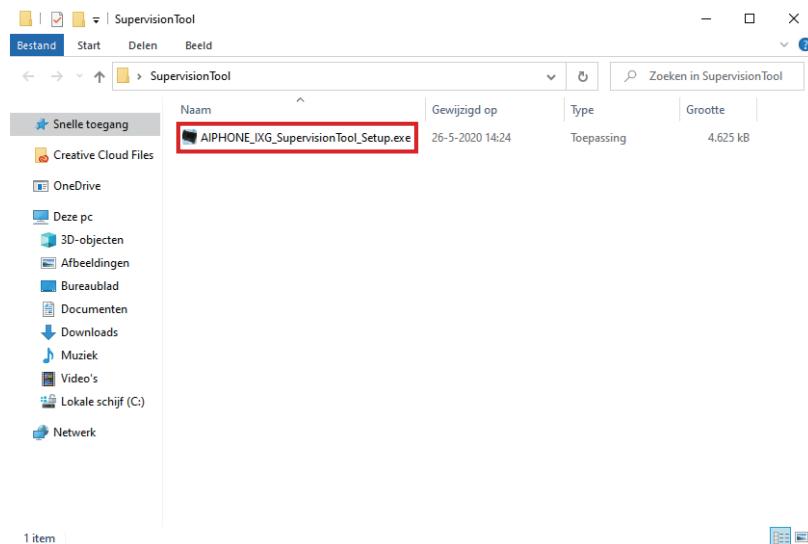 SupervisionTool
Bestand Start Delen Beeld
SupervisionTool
Zoeken in SupervisionTool
Naam Gewijzigd op Type Grootte
AIPHONE_IXG_SupervisionTool_Setup.exe 26-5-2020 14:24 Toepassing 4.625 kB
Snelle toegang
Creative Cloud Files
OneDrive
Deze pc
3D-objecten
Afbeeldingen
Bureaublad
Documenten
Downloads
Muziek
Video's
Lokale schijf (C:)
Netwerk
1 item